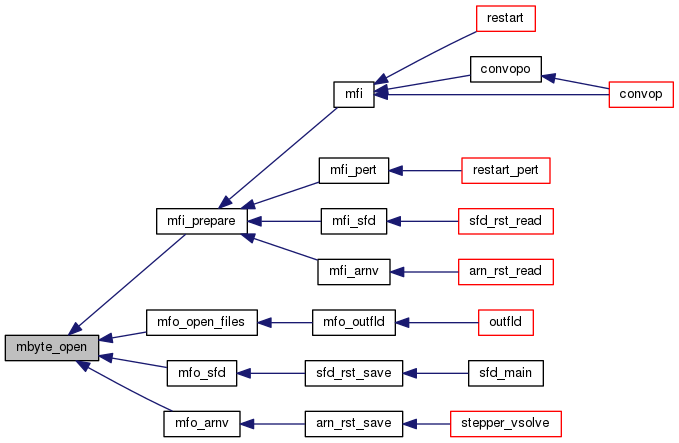 restart
convopo
mfi
convop
mfi_pert
restart_pert
mfi_prepare
mfi_sfd
sfd_rst_read
mfi_arnv
arn_rst_read
mfo_open_files
mfo_outfld
outfld
mbyte_open
mfo_sfd
sfd_rst_save
sfd_main
mfo_arnv
arn_rst_save
stepper_vsolve